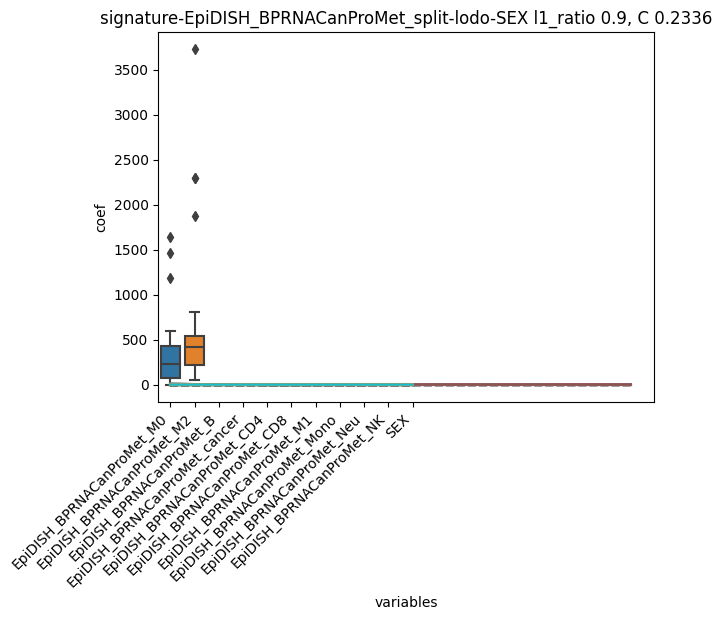 signature-EpiDISH_BPRNACanProMet_split-lodo-SEX l1_ratio 0.9, C 0.2336
3500
3000
2500
2000
1500
1000
500
0
coef
EpiDISH_BPRNACanProMet_M0
EpiDISH_BPRNACanProMet_M2
EpiDISH_BPRNACanProMet_B
EpiDISH_BPRNACanProMet_cancer
EpiDISH_BPRNACanProMet_CD4
EpiDISH_BPRNACanProMet_CD8
EpiDISH_BPRNACanProMet_M1
EpiDISH_BPRNACanProMet_Mono
EpiDISH_BPRNACanProMet_Neu
EpiDISH_BPRNACanProMet_NK
SEX
variables